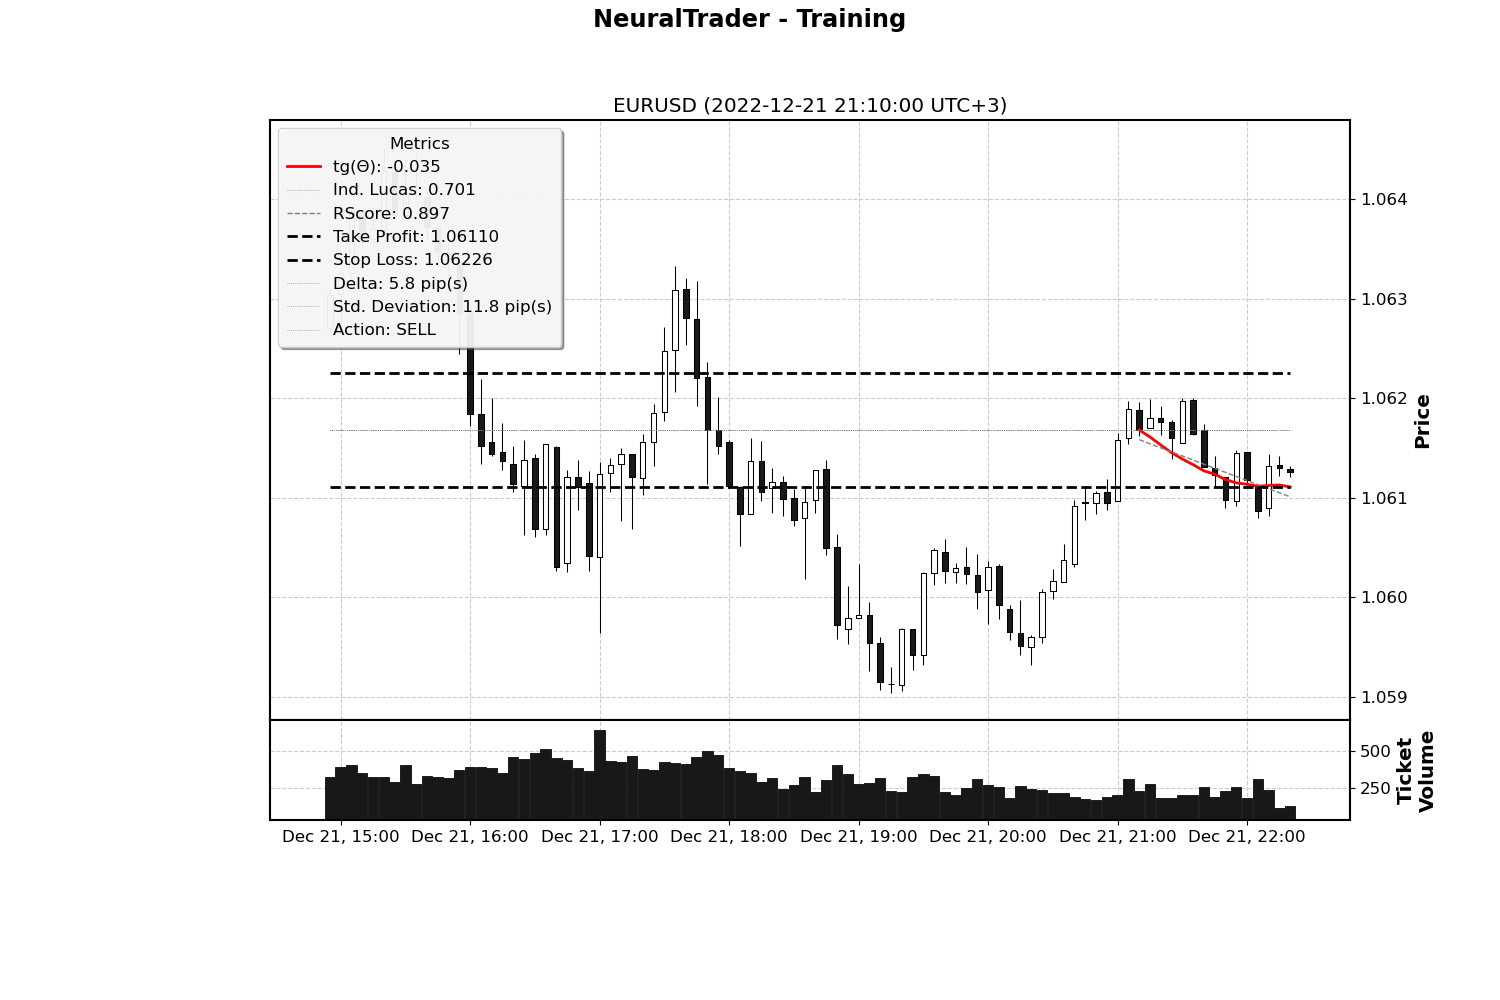 NeuralTrader - Training
EURUSD (2022-12-21 21:10:00 UTC+3)
Metrics
tg(Θ): -0.035
Ind. Lucas: 0.701
RScore: 0.897
Take Profit: 1.06110
Stop Loss: 1.06226
Delta: 5.8 pip(s)
Std. Deviation: 11.8 pip(s)
Action: SELL
1.064
1.063
1.062
1.061
1.060
1.059
Price
500
250
Ticket
Volume
Dec 21, 15:00 Dec 21, 16:00 Dec 21, 17:00 Dec 21, 18:00 Dec 21, 19:00 Dec 21, 20:00 Dec 21, 21:00 Dec 21, 22:00